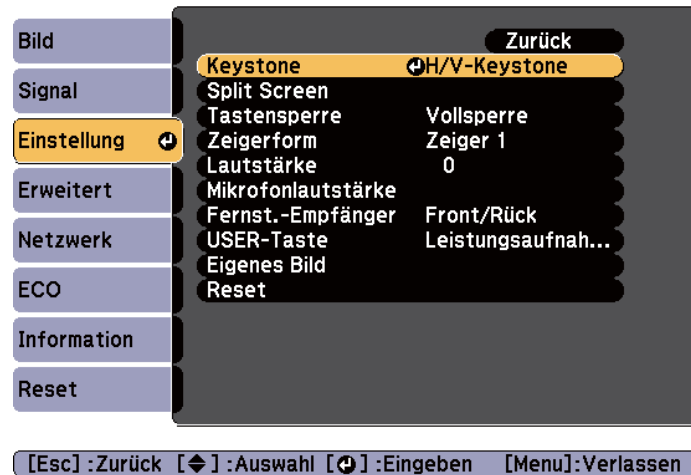 Bild
Signal
Einstellung
Erweitert
Netzwerk
ECO
Information
Reset
Zurück
Keystone H/V-Keystone
Split Screen
Tastensperre Vollsperre
Zeigerform Zeiger 1
Lautstärke 0
Mikrofonlautstärke
Fernst.-Empfänger Front/Rück
USER-Taste Leistungsaufnah...
Eigenes Bild
Reset
[Esc] :Zurück [◆] :Auswahl [⏎] :Eingeben [Menu]:Verlassen